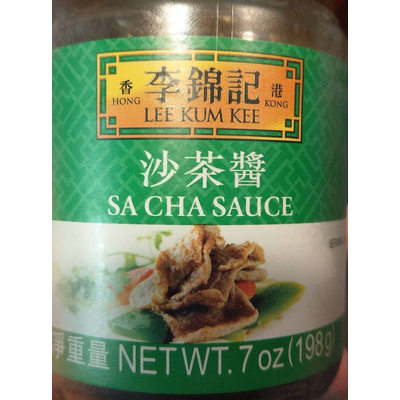 香 李錦記 港
HONG LEE KUM KEE KONG
沙茶醬
SA CHA SAUCE
淨重量 NET WT. 7 oz (198g)